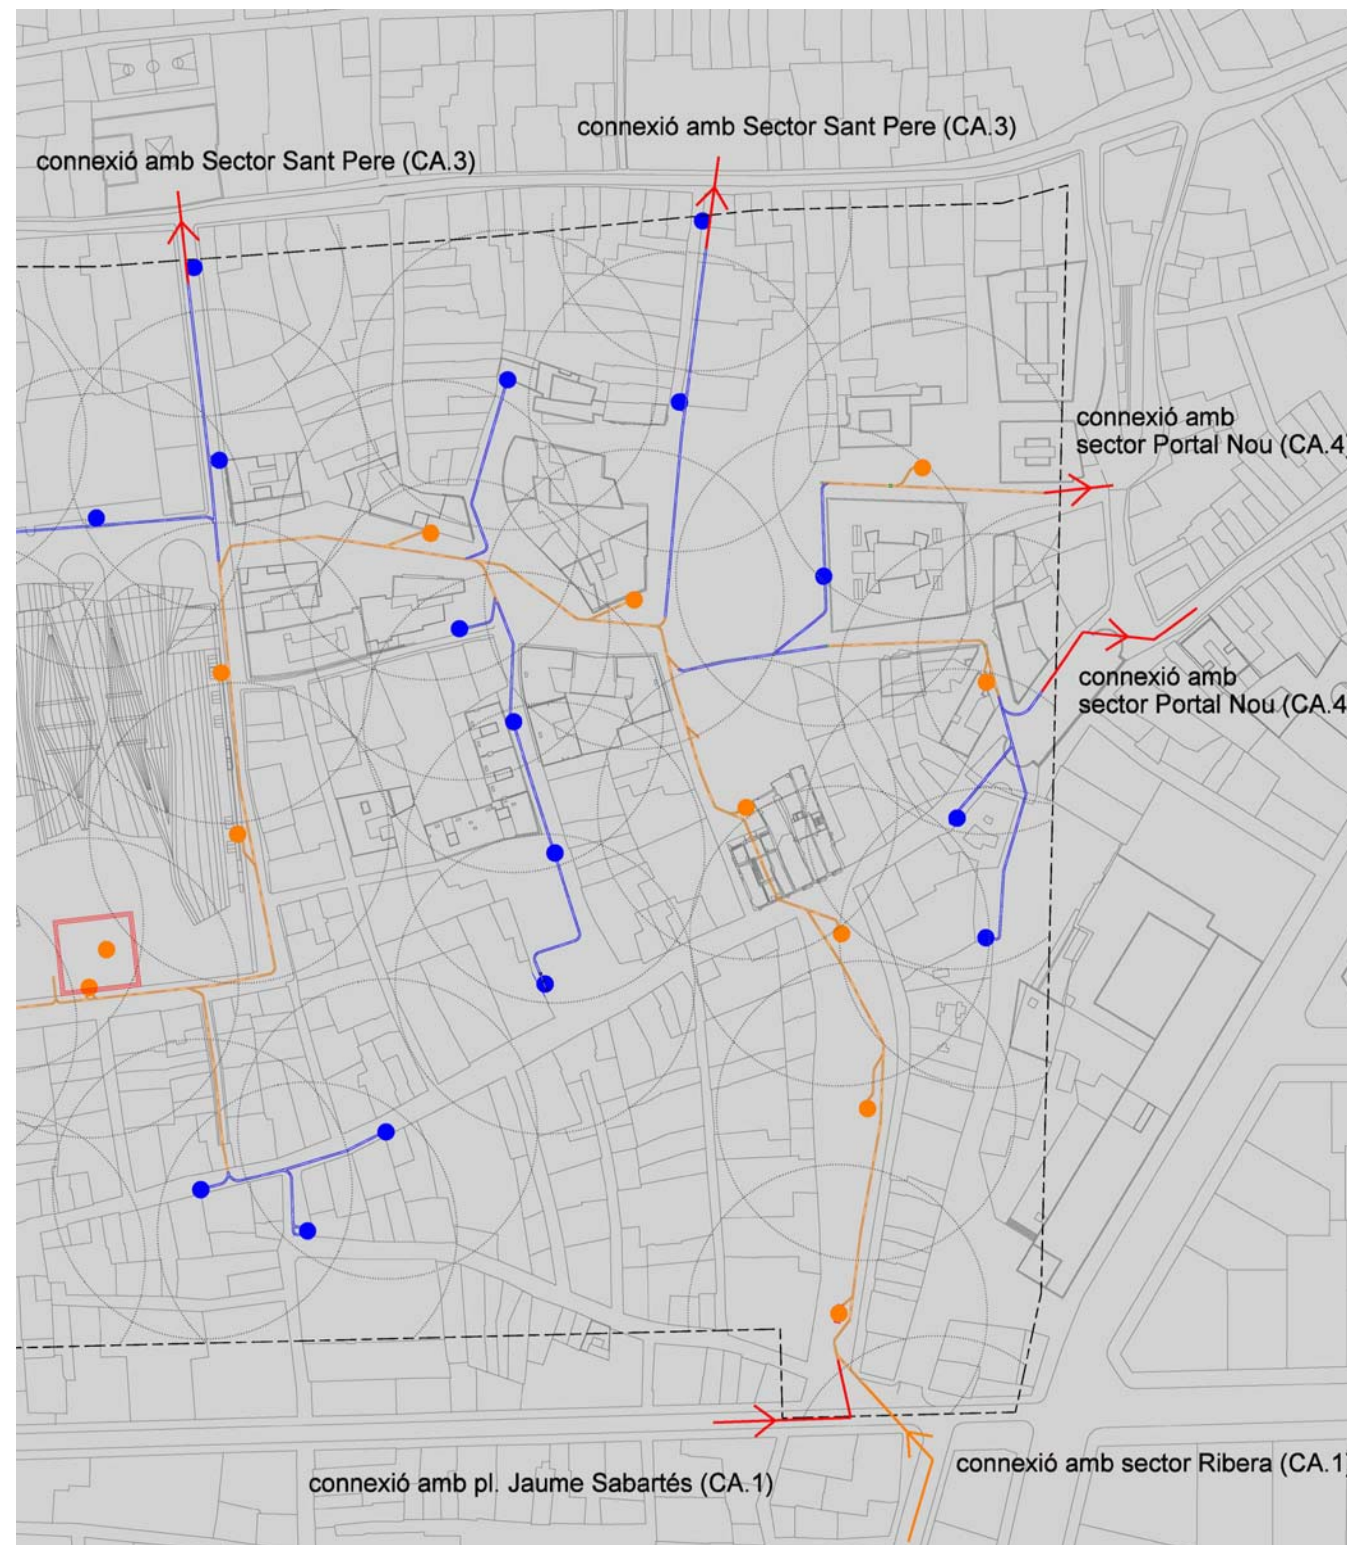 connexió amb Sector Sant Pere (CA.3)
connexió amb Sector Sant Pere (CA.3)
connexió amb
sector Portal Nou (CA.4)
connexió amb
sector Portal Nou (CA.4
connexió amb sector Ribera (CA.1)
connexió amb pl. Jaume Sabartés (CA.1)